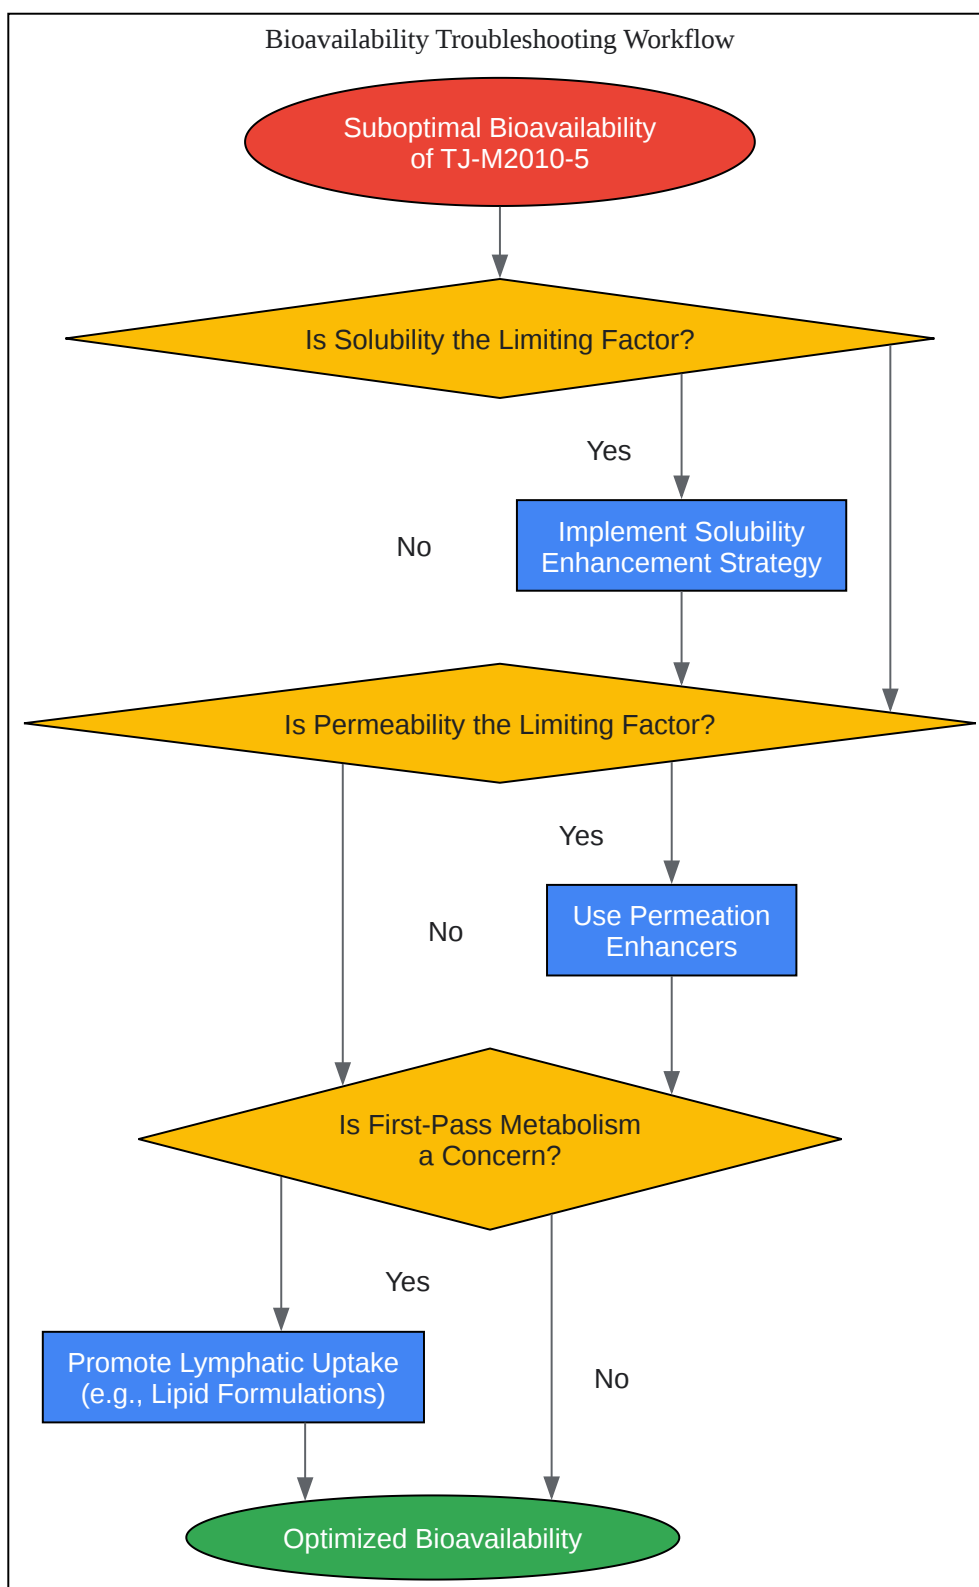 Bioavailability Troubleshooting Workflow
Suboptimal Bioavailability
of TJ-M2010-5
Is Solubility the Limiting Factor?
Yes
No
Implement Solubility
Enhancement Strategy
Is Permeability the Limiting Factor?
Yes
No
Use Permeation
Enhancers
Is First-Pass Metabolism
a Concern?
Yes
Promote Lymphatic Uptake
(e.g., Lipid Formulations)
No
Optimized Bioavailability